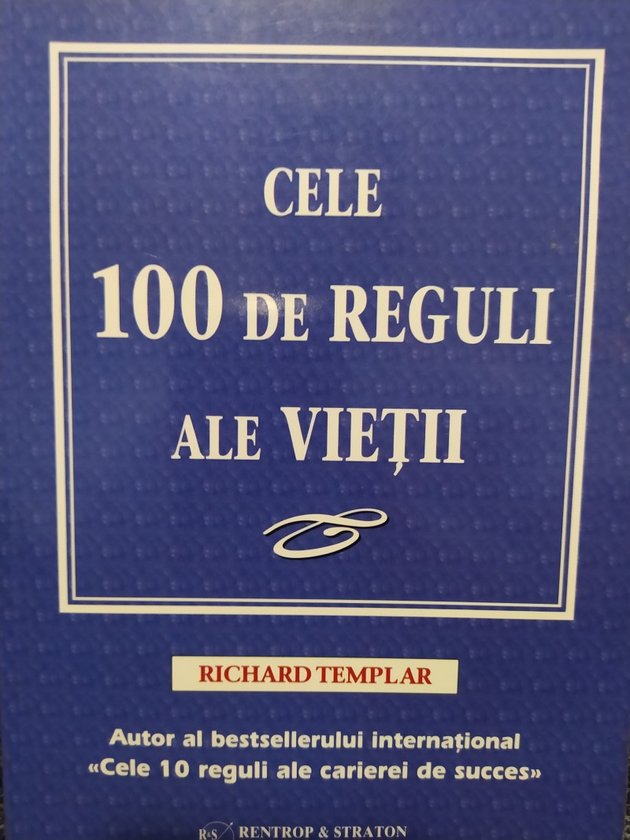 CELE
100 DE REGULI
ALE VIEȚII
RICHARD TEMPLAR
Autor al bestsellerului internațional
«Cele 10 reguli ale carierei de succes»
R&S RENTROP & STRATON